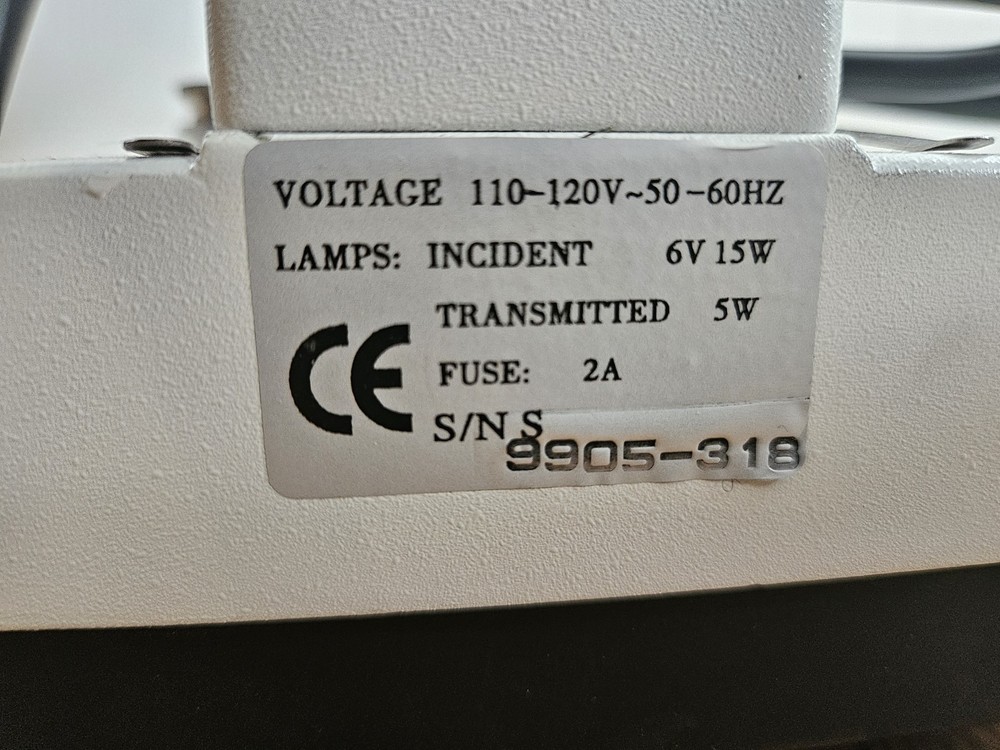 VOLTAGE 110-120V~50-60HZ
LAMPS: INCIDENT 6V 15W
TRANSMITTED 5W
CE
FUSE: 2A
S/N S
9905-318